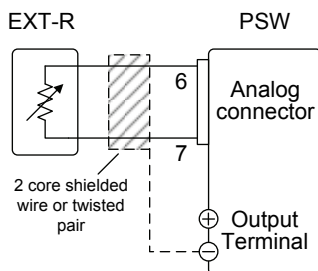 EXT-R
PSW
6
Analog
connector
7
2 core shielded
wire or twisted
pair
+
Output
Terminal
-